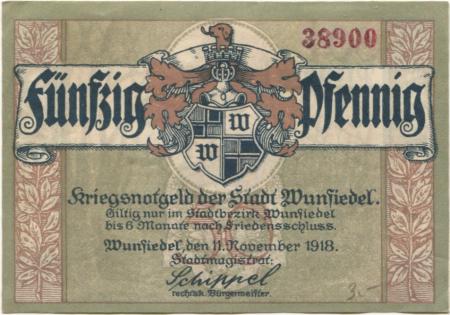 38900
Fünfzig Pfennig
W
W
Kriegsnotgeld der Stadt Wunsiedel.
Giltig nur im Stadtbezirk Wunsiedel
bis 6 Monate nach Friedensschluss.
Wunsiedel, den 11. November 1918.
Stadtmagistrat:
Schippel
rechtsk. Bürgermeister.
3.-